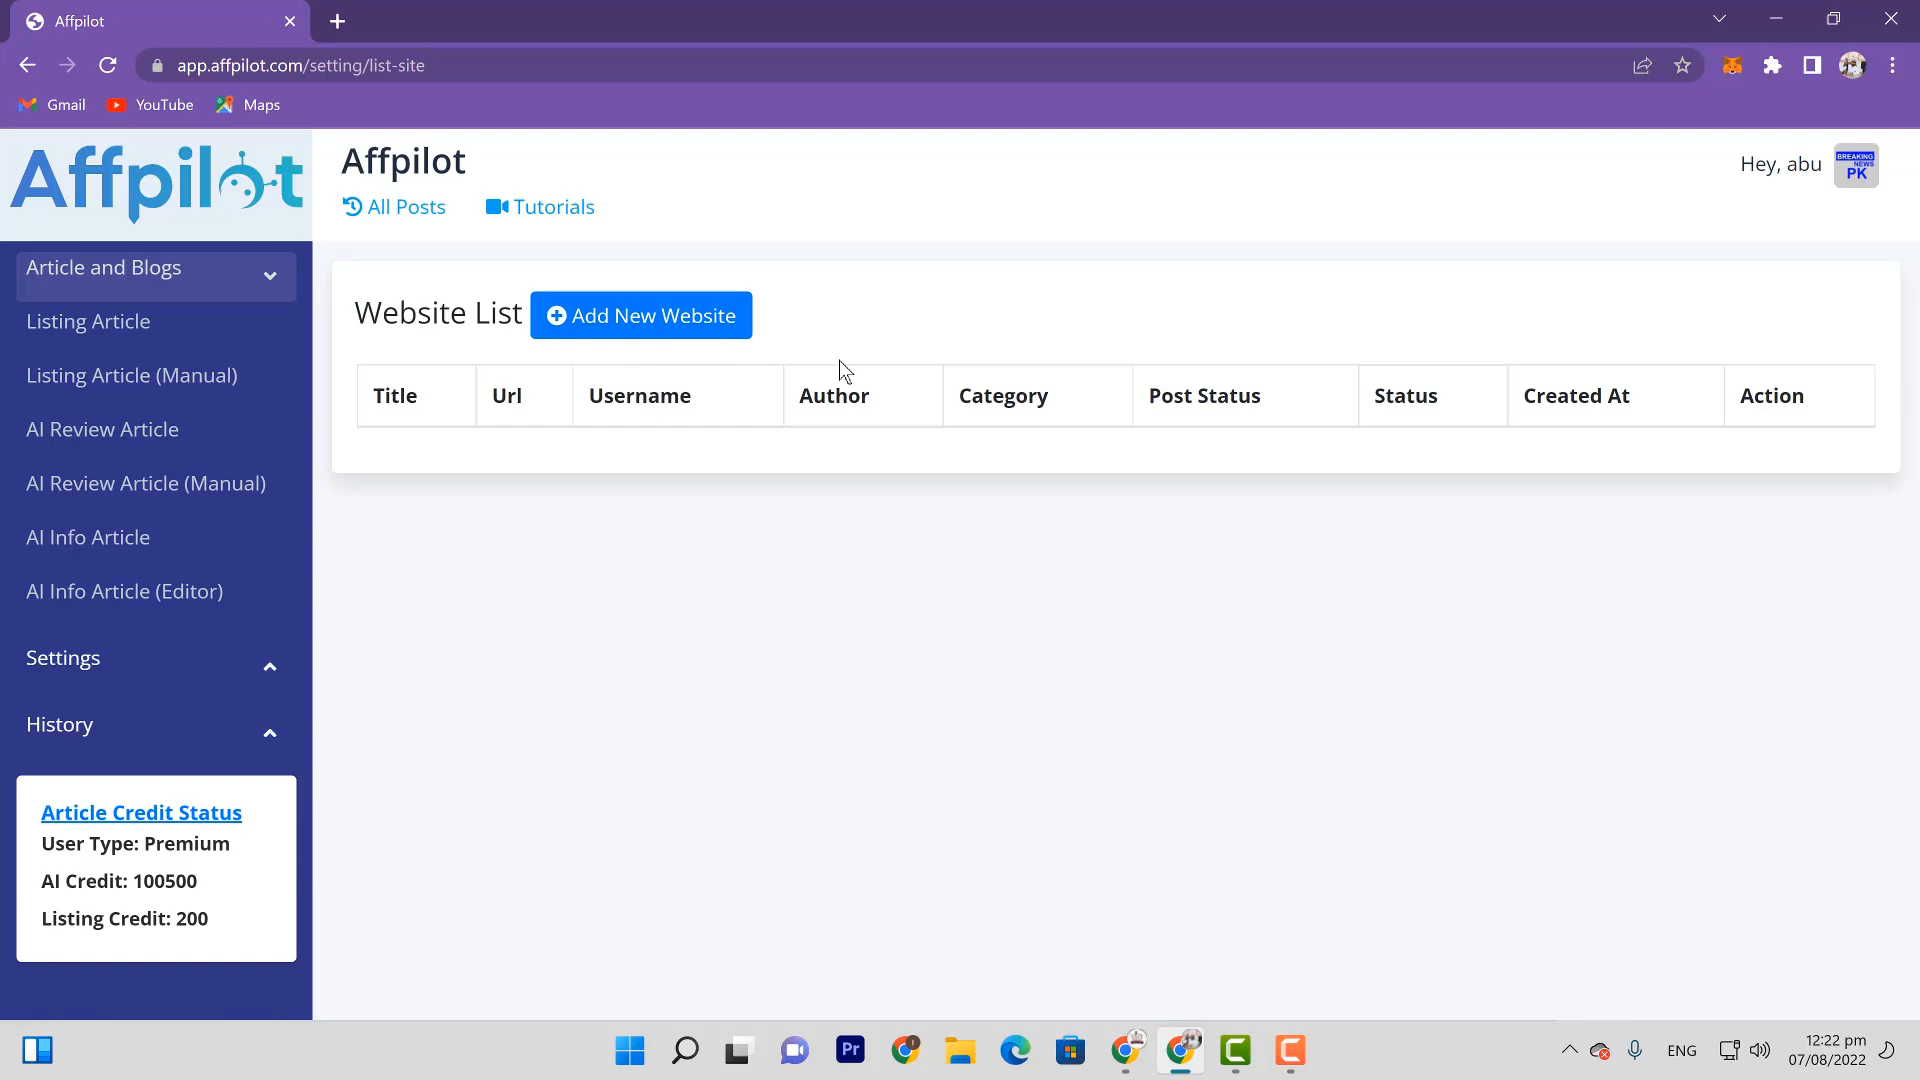 Affpilot
app.affpilot.com/setting/list-site
Gmail
YouTube
Maps
Affpilot
Affpilot
Hey, abu
BREAKING
NEWS
PK
All Posts
Tutorials
Article and Blogs
Listing Article
Listing Article (Manual)
AI Review Article
AI Review Article (Manual)
AI Info Article
AI Info Article (Editor)
Settings
History
Article Credit Status
User Type: Premium
AI Credit: 100500
Listing Credit: 200
Website List
Add New Website
Title Url Username Author Category Post Status Status Created At Action
Pr
ENG
12:22 pm
07/08/2022